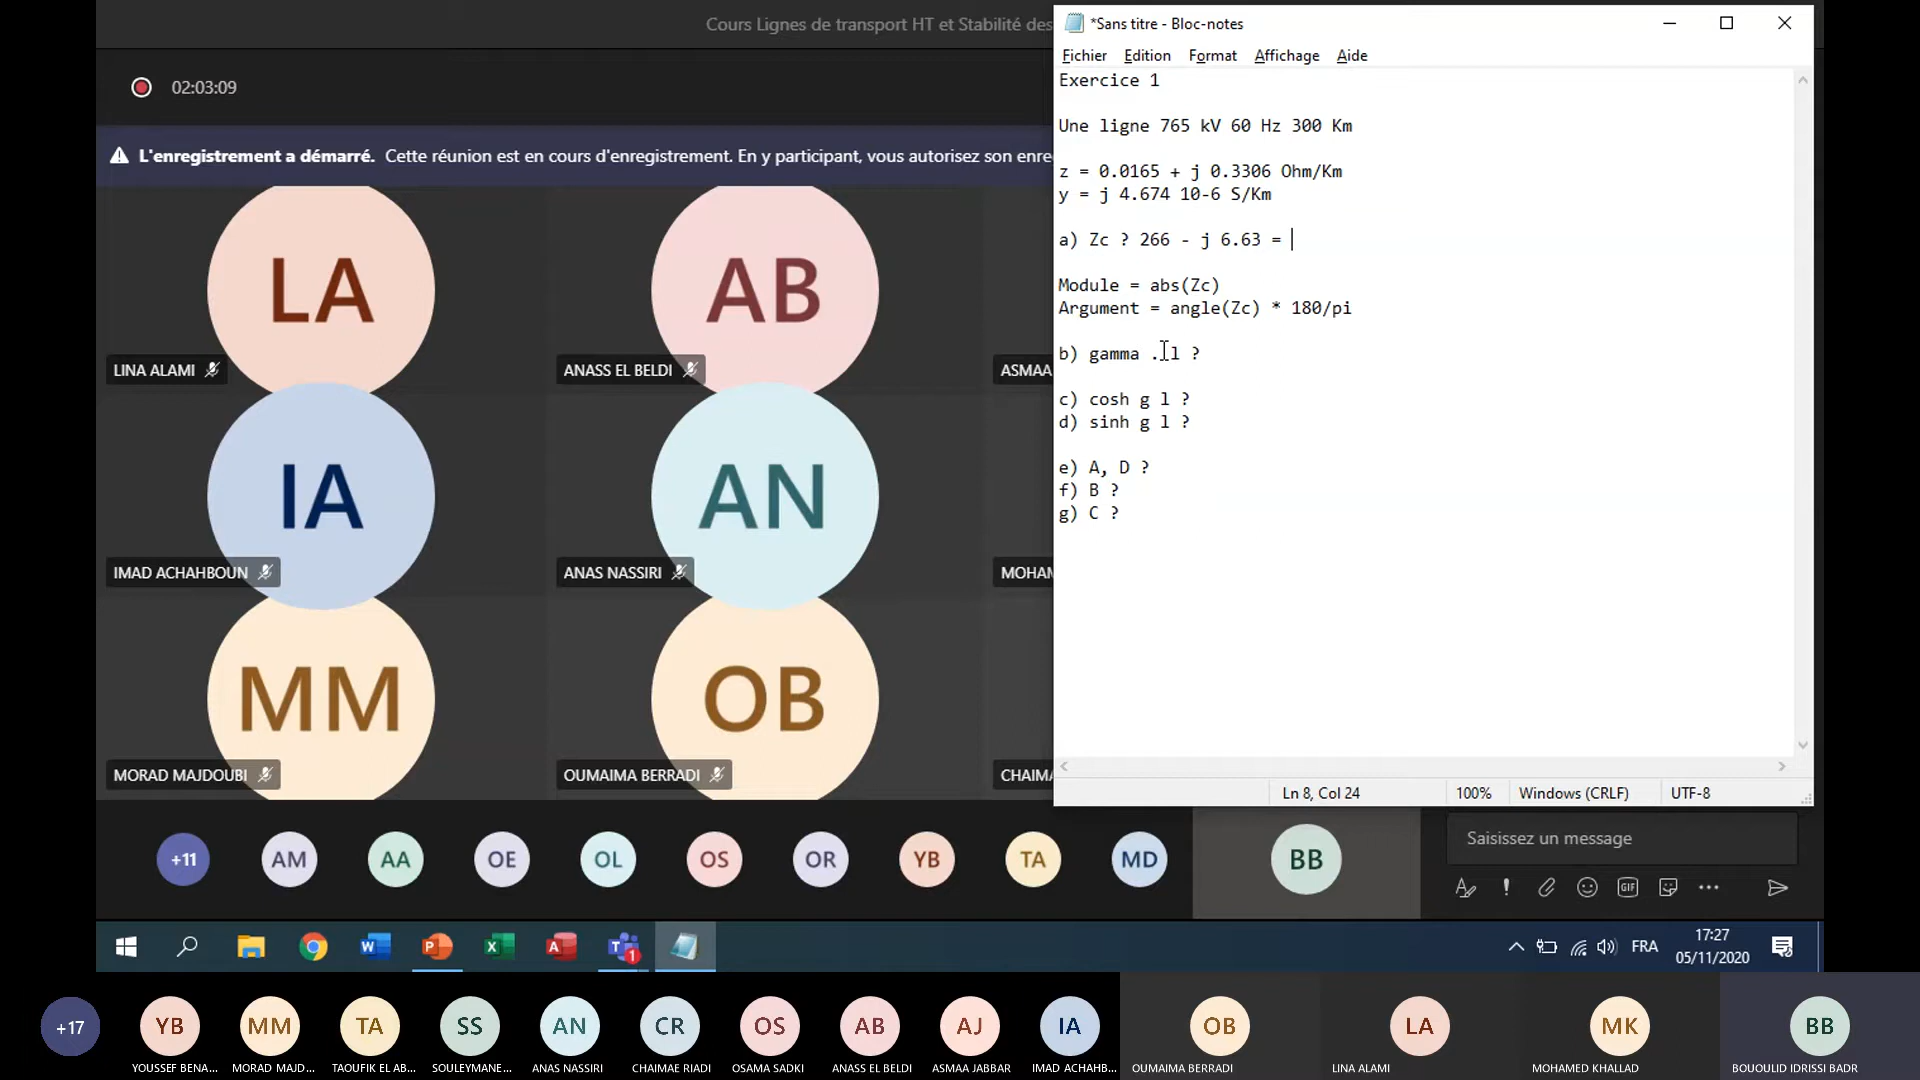 Cours Lignes de transport HT et Stabilité des
02:03:09
L'enregistrement a démarré. Cette réunion est en cours d'enregistrement. En y participant, vous autorisez son enre
LA
AB
LINA ALAMI
ANASS EL BELDI
ASMAA
IA
AN
IMAD ACHAHBOUN
ANAS NASSIRI
MOHAM
MM
OB
MORAD MAJDOUBI
OUMAIMA BERRADI
CHAIMA
*Sans titre - Bloc-notes
Fichier Edition Format Affichage Aide
Exercice 1
Une ligne 765 kV 60 Hz 300 Km
z = 0.0165 + j 0.3306 Ohm/Km
y = j 4.674 10-6 S/Km
a) Zc ? 266 - j 6.63 =
Module = abs(Zc)
Argument = angle(Zc) * 180/pi
b) gamma . l ?
c) cosh g l ?
d) sinh g l ?
e) A, D ?
f) B ?
g) C ?
Ln 8, Col 24 100% Windows (CRLF) UTF-8
+11 AM AA OE OL OS OR YB TA MD BB
Saisissez un message
GIF
1
FRA
17:27
05/11/2020
+17 YB MM TA SS AN CR OS AB AJ IA OB LA MK BB
YOUSSEF BENA... MORAD MAJD... TAOUFIK EL AB... SOULEYMANE... ANAS NASSIRI CHAIMAE RIADI OSAMA SADKI ANASS EL BELDI ASMAA JABBAR IMAD ACHAHB... OUMAIMA BERRADI LINA ALAMI MOHAMED KHALLAD BOUOULID IDRISSI BADR